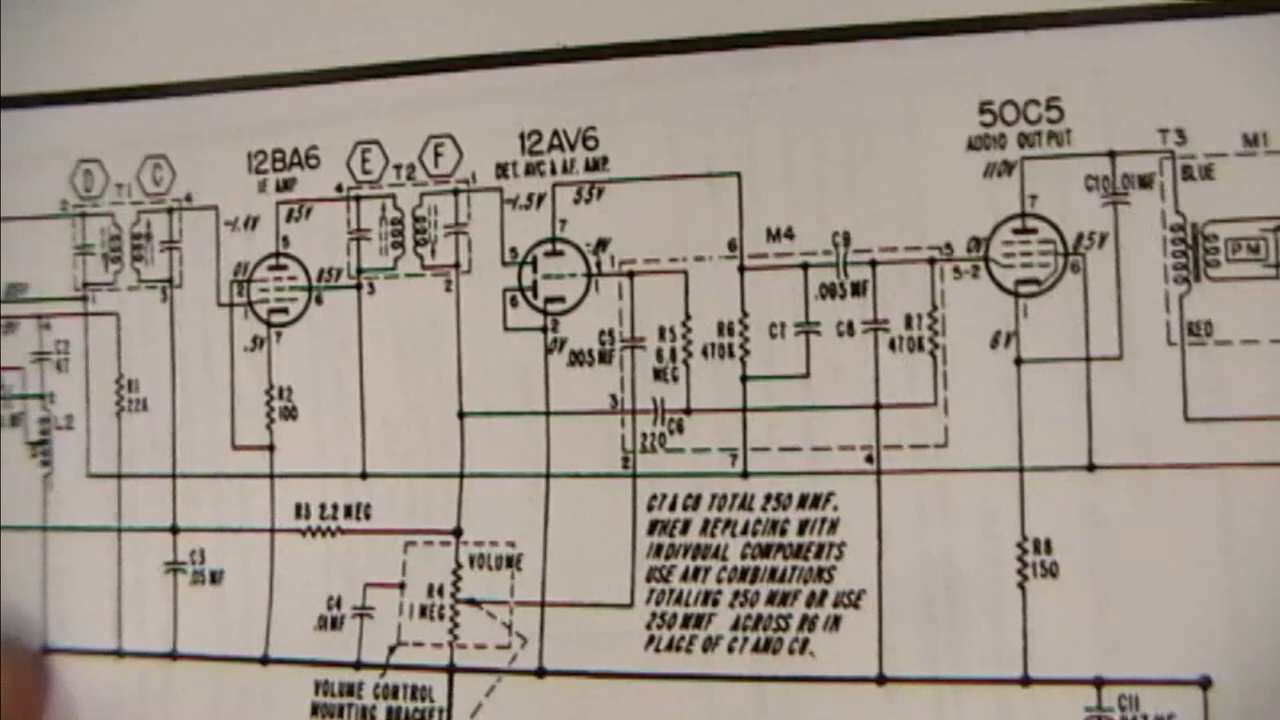 50C5
AUDIO OUTPUT
12AV6
DET. AVC & A.F. AMP.
12BA6
IF AMP
D
T1
C
E
T2
F
T3
M1
BLUE
RED
PM
110V
C10 .01MF
85V
-1.4V
85V
0V
85V
.5V
-1.5V
55V
0V
M4
C9
.005MF
0V
6V
C5
.005MF
R5
6.8
MEG
R6
470K
C7
C8
R7
470K
C6
220
R1
22K
R2
100
L2
R3 2.2 MEG
C3
.05MF
C4
.01MF
R4
1 MEG
VOLUME
VOLUME CONTROL
MOUNTING BRACKET
C7 & C8 TOTAL 250 MMF.
WHEN REPLACING WITH
INDIVDUAL COMPONENTS
USE ANY COMBINATIONS
TOTALING 250 MMF OR USE
250 MMF ACROSS R6 IN
PLACE OF C7 AND C8.
R8
150
C11